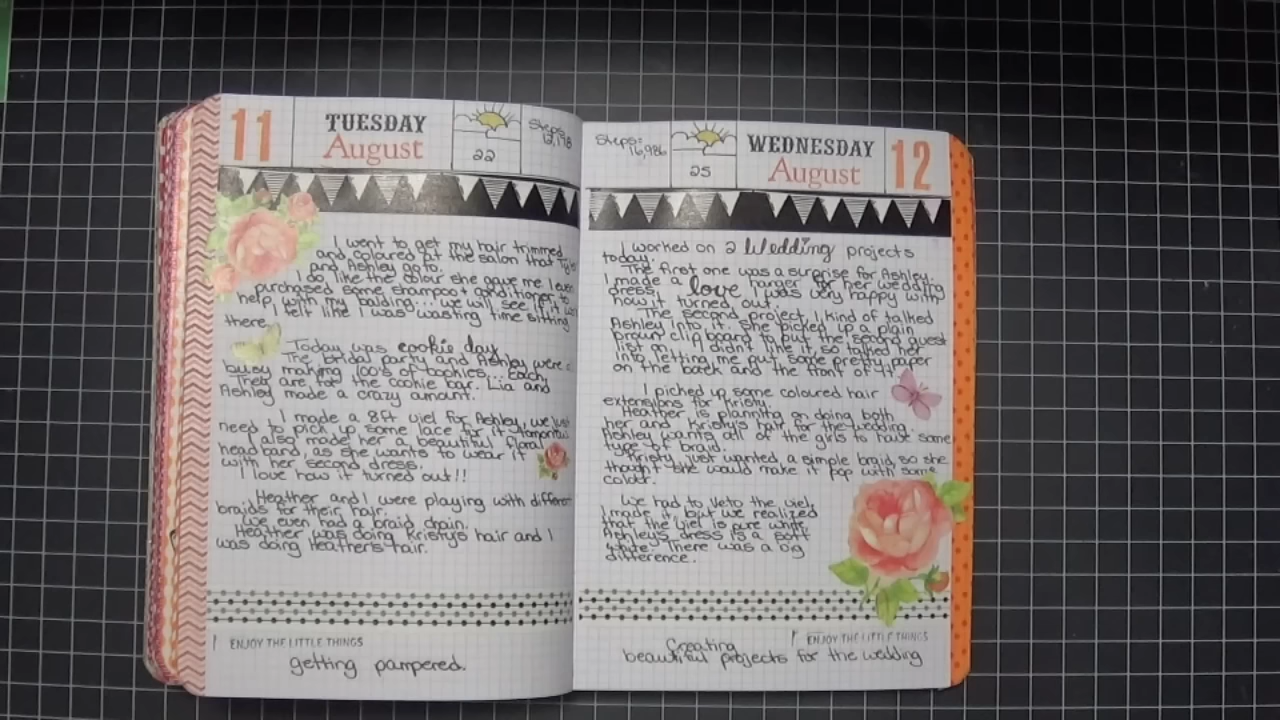 11
TUESDAY
August
22
Steps:
12,198
I went to get my hair trimmed
and coloured at the salon that
and Ashley go to.
I do like the colour she gave me I even
purchased some shampoo + conditioner to
help with my balding... we will see if it
I felt like I was wasting time sitting
there.
Today was cookie day
The bridal party and Ashley were
busy making 100's of cookies... each.
They are for the cookie bar. Lia and
Ashley made a crazy amount.
I made a 8ft viel for Ashley, we just
need to pick up some lace for it tomorrow
I also made her a beautiful floral
headband, as she wants to wear it
with her second dress.
I love how it turned out!!
Heather and I were playing with different
braids for their hair.
We even had a braid chain.
Heather was doing Kristy's hair and I
was doing Heather's hair.
ENJOY THE LITTLE THINGS
getting pampered.
Steps:
16,986
25
WEDNESDAY
August
12
I worked on 2 Wedding projects
today.
The first one was a surprise for Ashley.
I made a love hanger for her wedding
dress. I was very happy with
how it turned out.
The second project, I kind of talked
Ashley into it. She picked up a plain
brown clip board to put the second guest
list on. I didn't like it, so talked her
into letting me put some pretty paper
on the back and the front of it.
I picked up some coloured hair
extensions for Kristy.
Heather is planning on doing both
her and Kristy's hair for the wedding.
Ashley wants all of the girls to have some
type of braid.
Kristy just wanted a simple braid, so she
thought she would make it pop with some
colour.
We had to veto the viel
I made it, but we realized
that the viel is pure white
Ashley's dress is a soft
white. There was a big
difference.
ENJOY THE LITTLE THINGS
Creating
beautiful projects for the wedding